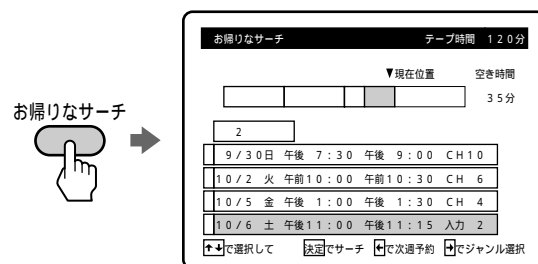 お帰りなサーチ
お帰りなサーチ テープ時間 120分
▼現在位置 空き時間
35分
2
9/30日 午後 7:30 午後 9:00 CH10
10/2 火 午前10:00 午前10:30 CH 6
10/5 金 午後 1:00 午後 1:30 CH 4
10/6 土 午後11:00 午後11:15 入力 2
↑↓で選択して 決定でサーチ ←で次週予約 →でジャンル選択